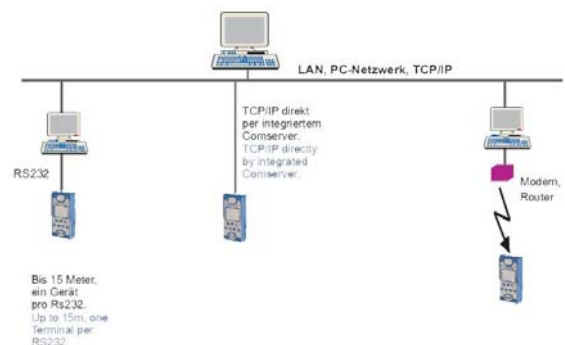 LAN, PC-Netzwerk, TCP/IP
TCP/IP direkt
per integriertem
Comserver.
TCP/IP directly
by integrated
Comserver.
RS232
Modem,
Router
Bis 15 Meter,
ein Gerät
pro Rs232.
Up to 15m, one
Terminal per
RS232